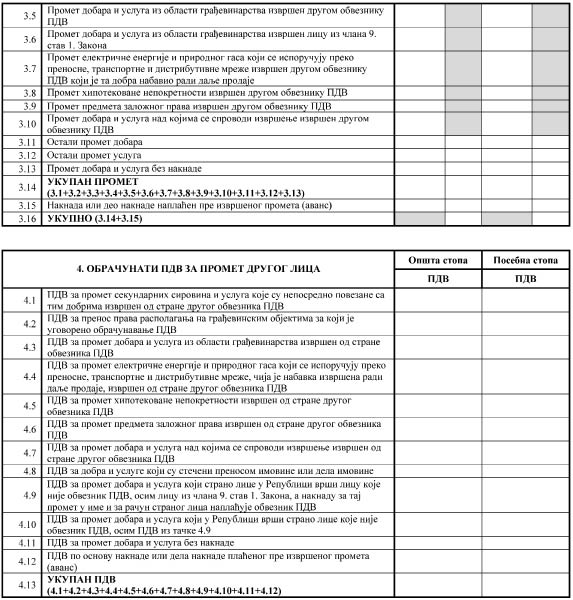 3.5 Промет добара и услуга из области грађевинарства извршен другом обвезнику
ПДВ
3.6 Промет добара и услуга из области грађевинарства извршен лицу из члана 9.
став 1. Закона
3.7 Промет електричне енергије и природног гаса који се испоручују преко
преносне, транспортне и дистрибутивне мреже извршен другом обвезнику
ПДВ који је та добра набавио ради даље продаје
3.8 Промет хипотековане непокретности извршен другом обвезнику ПДВ
3.9 Промет предмета заложног права извршен другом обвезнику ПДВ
3.10 Промет добара и услуга над којима се спроводи извршење извршен другом
обвезнику ПДВ
3.11 Остали промет добара
3.12 Остали промет услуга
3.13 Промет добара и услуга без накнаде
3.14 УКУПАН ПРОМЕТ
(3.1+3.2+3.3+3.4+3.5+3.6+3.7+3.8+3.9+3.10+3.11+3.12+3.13)
3.15 Накнада или део накнаде наплаћен пре извршеног промета (аванс)
3.16 УКУПНО (3.14+3.15)
4. ОБРАЧУНАТИ ПДВ ЗА ПРОМЕТ ДРУГОГ ЛИЦА
Општа стопа Посебна стопа
ПДВ ПДВ
4.1 ПДВ за промет секундарних сировина и услуга које су непосредно повезане са
тим добрима извршен од стране другог обвезника ПДВ
4.2 ПДВ за пренос права располагања на грађевинским објектима за који је
уговорено обрачунавање ПДВ
4.3 ПДВ за промет добара и услуга из области грађевинарства извршен од стране
обвезника ПДВ
4.4 ПДВ за промет електричне енергије и природног гаса који се испоручују преко
преносне, транспортне и дистрибутивне мреже, чија је набавка извршена ради
даље продаје, извршен од стране другог обвезника ПДВ
4.5 ПДВ за промет хипотековане непокретности извршен од стране другог
обвезника ПДВ
4.6 ПДВ за промет предмета заложног права извршен од стране другог обвезника
ПДВ
4.7 ПДВ за промет добара и услуга над којима се спроводи извршење извршен од
стране другог обвезника ПДВ
4.8 ПДВ за добра и услуге који су стечени преносом имовине или дела имовине
4.9 ПДВ за промет добара и услуга који страно лице у Републици врши лицу које
није обвезник ПДВ, осим лицу из члана 9. став 1. Закона, а накнаду за тај
промет у име и за рачун страног лица наплаћује обвезник ПДВ
4.10 ПДВ за промет добара и услуга који у Републици врши страно лице које није
обвезник ПДВ, осим ПДВ из тачке 4.9
4.11 ПДВ за промет добара и услуга без накнаде
4.12 ПДВ по основу накнаде или дела накнаде плаћеног пре извршеног промета
(аванс)
4.13 УКУПАН ПДВ
(4.1+4.2+4.3+4.4+4.5+4.6+4.7+4.8+4.9+4.10+4.11+4.12)